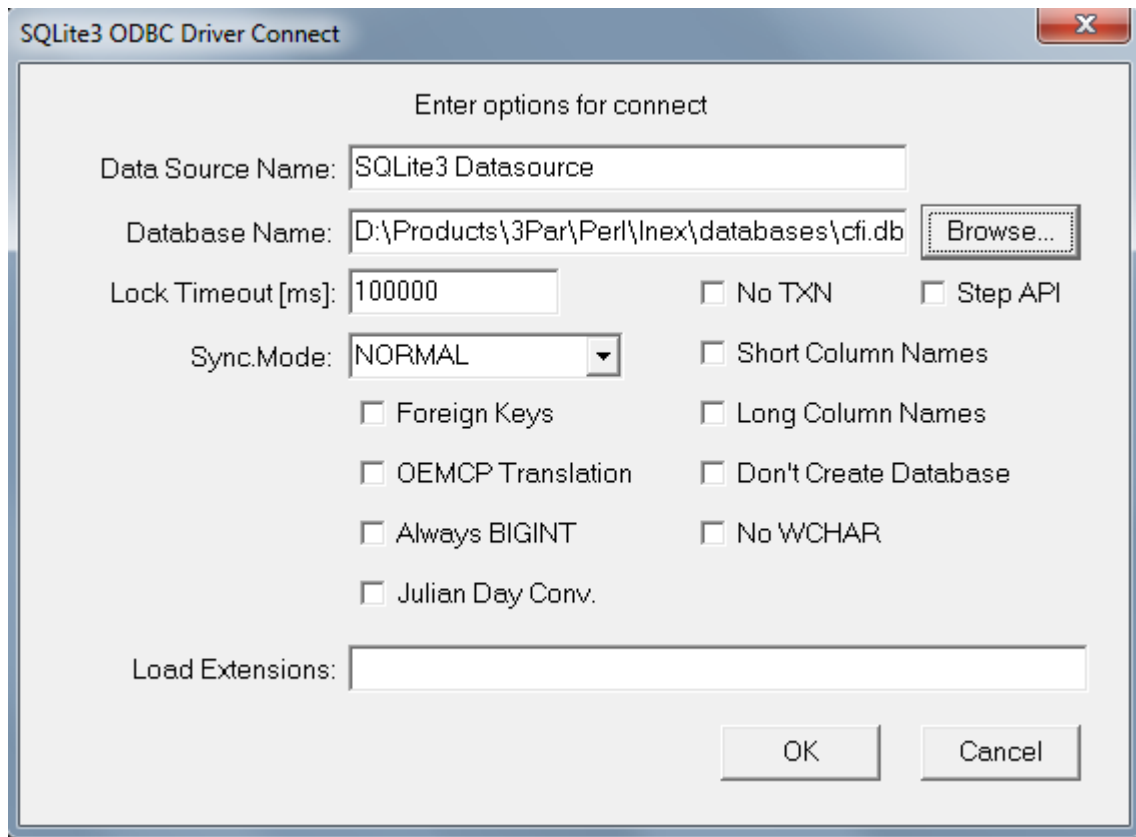 SQLite3 ODBC Driver Connect
Enter options for connect
Data Source Name: SQLite3 Datasource
Database Name: D:\Products\3Par\Perl\Inex\databases\cfi.db Browse...
Lock Timeout [ms]: 100000 No TXN Step API
Sync.Mode: NORMAL Short Column Names
Foreign Keys Long Column Names
OEMCP Translation Don't Create Database
Always BIGINT No WCHAR
Julian Day Conv.
Load Extensions:
OK Cancel